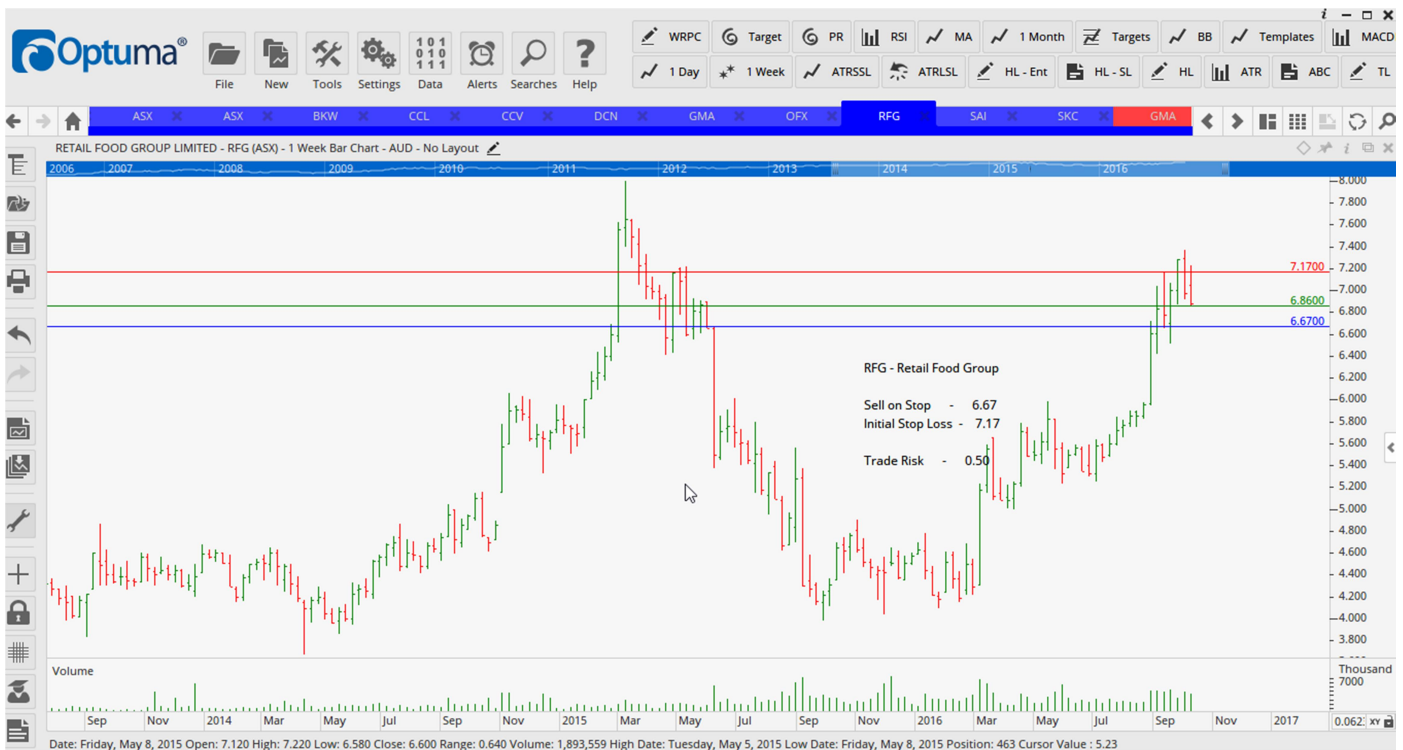 i
Optuma®
File New Tools Settings Data Alerts Searches Help
WRPC Target PR RSI MA 1 Month Targets BB Templates MACD
1 Day 1 Week ATRSSL ATRLSL HL - Ent HL - SL HL ATR ABC TL
ASX ASX BKW CCL CCV DCN GMA OFX RFG SAI SKC GMA
RETAIL FOOD GROUP LIMITED - RFG (ASX) - 1 Week Bar Chart - AUD - No Layout
2006 2007 2008 2009 2010 2011 2012 2013 2014 2015 2016
8.000
7.800
7.600
7.400
7.1700 7.200
7.000
6.8600
6.800
6.6700
6.600
6.400
RFG - Retail Food Group
6.200
6.000
Sell on Stop - 6.67
Initial Stop Loss - 7.17
5.800
5.600
Trade Risk - 0.50
5.400
5.200
5.000
4.800
4.600
4.400
4.200
4.000
3.800
Volume Thousand
7000
Sep Nov 2014 Mar May Jul Sep Nov 2015 Mar May Jul Sep Nov 2016 Mar May Jul Sep Nov 2017 XY
Date: Friday, May 8, 2015 Open: 7.120 High: 7.220 Low: 6.580 Close: 6.600 Range: 0.640 Volume: 1,893,559 High Date: Tuesday, May 5, 2015 Low Date: Friday, May 8, 2015 Position: 463 Cursor Value : 5.23